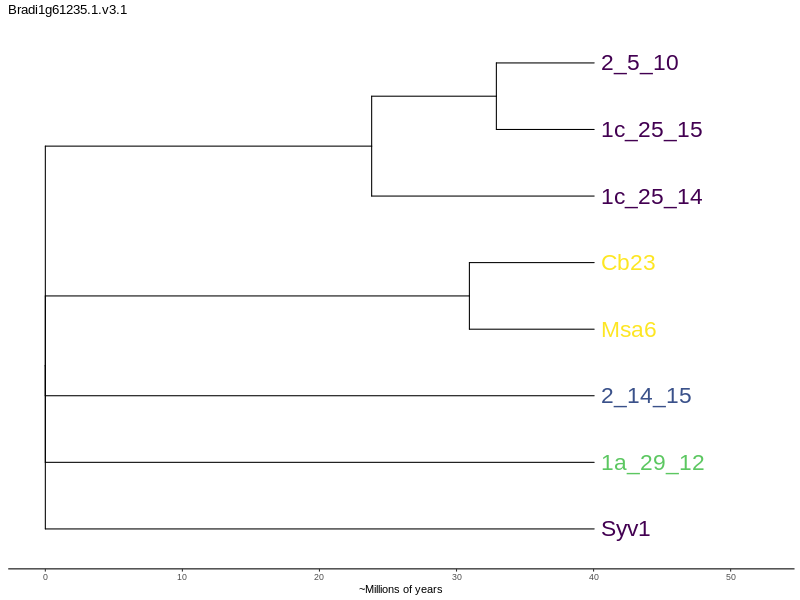 Bradi1g61235.1.v3.1
2_5_10
1c_25_15
1c_25_14
Cb23
Msa6
2_14_15
1a_29_12
Syv1
0 10 20 30 40 50
~Millions of years